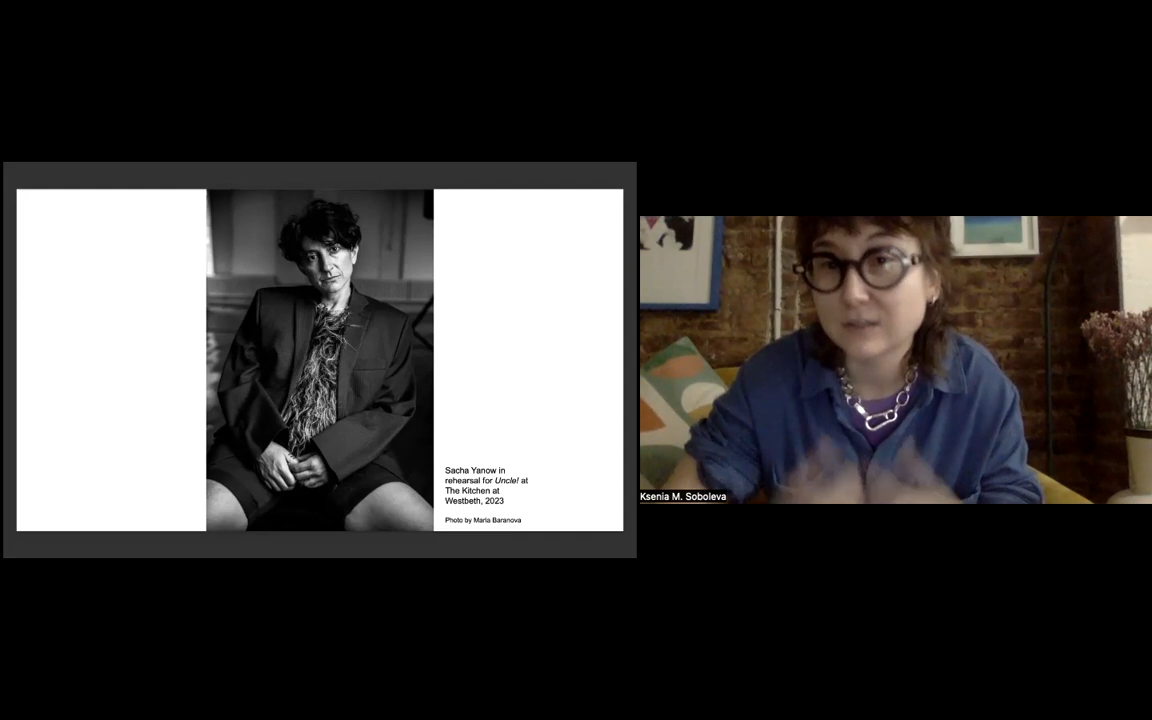 Sacha Yanow in
rehearsal for Uncle! at
The Kitchen at
Westbeth, 2023
Photo by Maria Baranova
Ksenia M. Soboleva